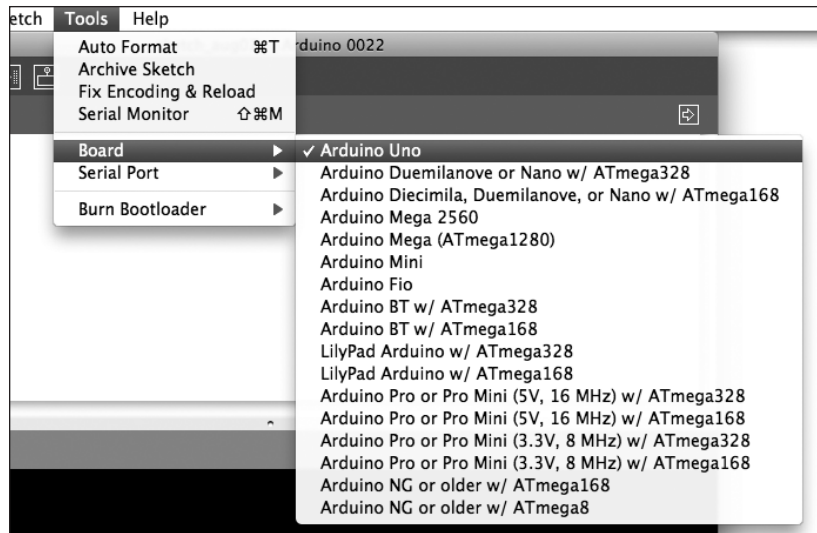 etch Tools Help
duino 0022
Auto Format ⌘T
Archive Sketch
Fix Encoding & Reload
Serial Monitor ⇧⌘M
Board
Serial Port
Burn Bootloader
✓ Arduino Uno
Arduino Duemilanove or Nano w/ ATmega328
Arduino Diecimila, Duemilanove, or Nano w/ ATmega168
Arduino Mega 2560
Arduino Mega (ATmega1280)
Arduino Mini
Arduino Fio
Arduino BT w/ ATmega328
Arduino BT w/ ATmega168
LilyPad Arduino w/ ATmega328
LilyPad Arduino w/ ATmega168
Arduino Pro or Pro Mini (5V, 16 MHz) w/ ATmega328
Arduino Pro or Pro Mini (5V, 16 MHz) w/ ATmega168
Arduino Pro or Pro Mini (3.3V, 8 MHz) w/ ATmega328
Arduino Pro or Pro Mini (3.3V, 8 MHz) w/ ATmega168
Arduino NG or older w/ ATmega168
Arduino NG or older w/ ATmega8